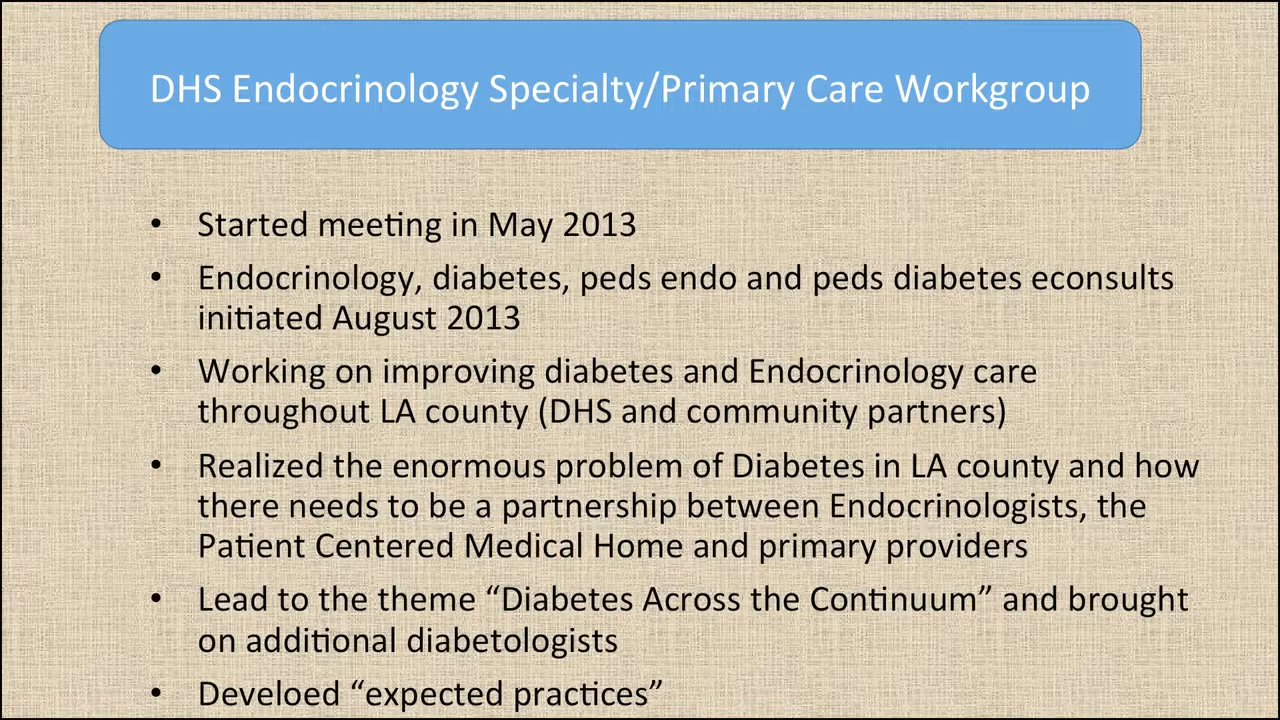 DHS Endocrinology Specialty/Primary Care Workgroup
• Started meeting in May 2013
• Endocrinology, diabetes, peds endo and peds diabetes econsults
initiated August 2013
• Working on improving diabetes and Endocrinology care
throughout LA county (DHS and community partners)
• Realized the enormous problem of Diabetes in LA county and how
there needs to be a partnership between Endocrinologists, the
Patient Centered Medical Home and primary providers
• Lead to the theme “Diabetes Across the Continuum” and brought
on additional diabetologists
• Develoed “expected practices”